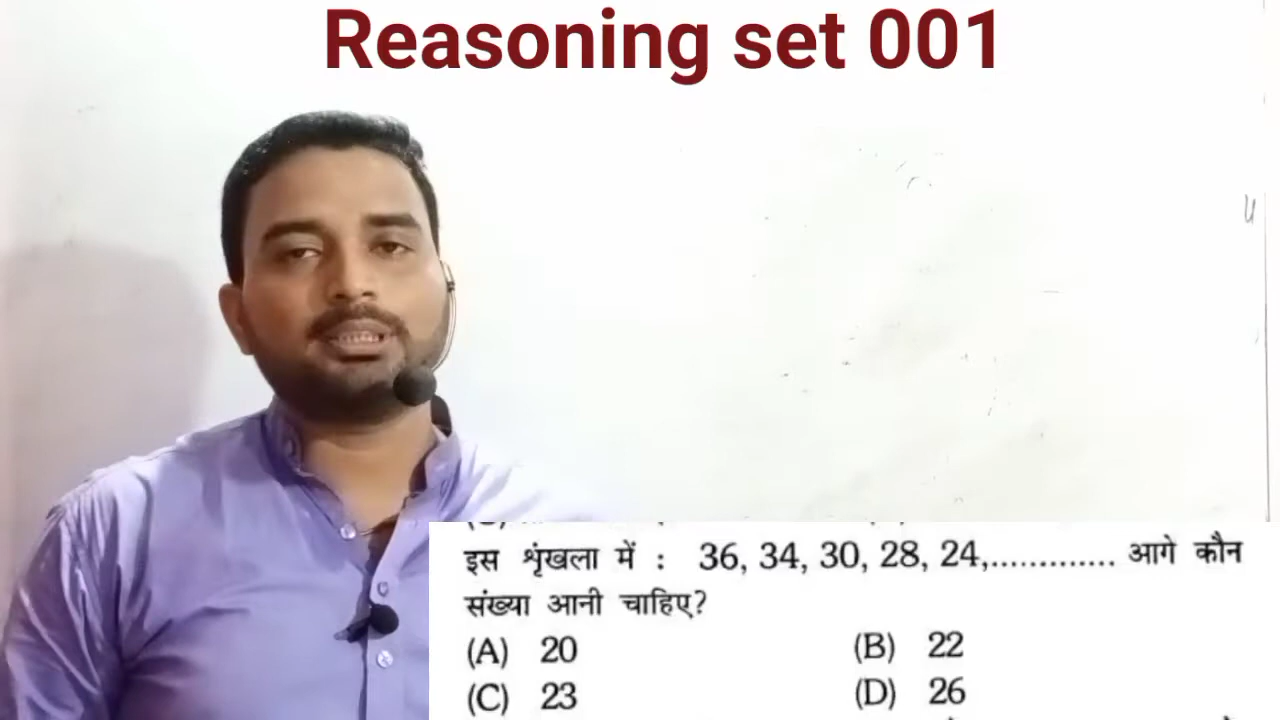 Reasoning set 001
इस श्रृंखला में : 36, 34, 30, 28, 24,.............. आगे कौन
संख्या आनी चाहिए?
(A) 20 (B) 22
(C) 23 (D) 26